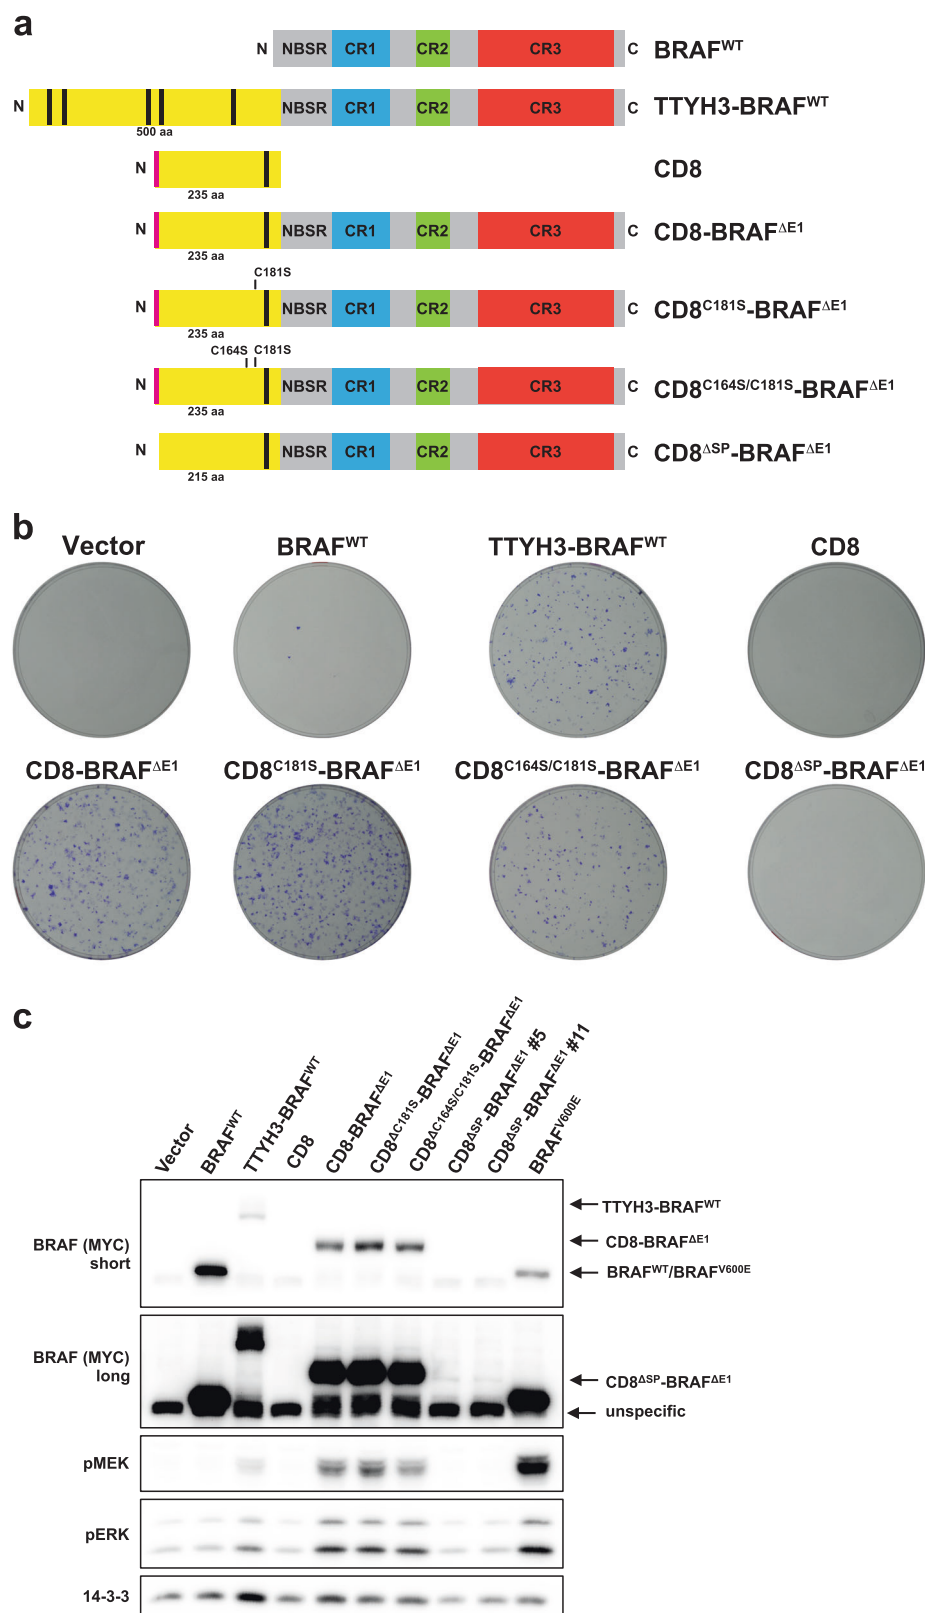 a
N NBSR CR1 CR2 CR3 C BRAFWT
N NBSR CR1 CR2 CR3 C TTYH3-BRAFWT
500 aa
N CD8
235 aa
N NBSR CR1 CR2 CR3 C CD8-BRAFΔE1
235 aa
C181S
N NBSR CR1 CR2 CR3 C CD8C181S-BRAFΔE1
235 aa
C164S C181S
N NBSR CR1 CR2 CR3 C CD8C164S/C181S-BRAFΔE1
235 aa
N NBSR CR1 CR2 CR3 C CD8ΔSP-BRAFΔE1
215 aa
b
Vector BRAFWT TTYH3-BRAFWT CD8
CD8-BRAFΔE1 CD8C181S-BRAFΔE1 CD8C164S/C181S-BRAFΔE1 CD8ΔSP-BRAFΔE1
c
Vector
BRAFWT
TTYH3-BRAFWT
CD8
CD8-BRAFΔE1
CD8ΔC181S-BRAFΔE1
CD8ΔC164S/C181S-BRAFΔE1
CD8ΔSP-BRAFΔE1 #5
CD8ΔSP-BRAFΔE1 #11
BRAFV600E
BRAF (MYC)
short
TTYH3-BRAFWT
CD8-BRAFΔE1
BRAFWT/BRAFV600E
BRAF (MYC)
long
CD8ΔSP-BRAFΔE1
unspecific
pMEK
pERK
14-3-3